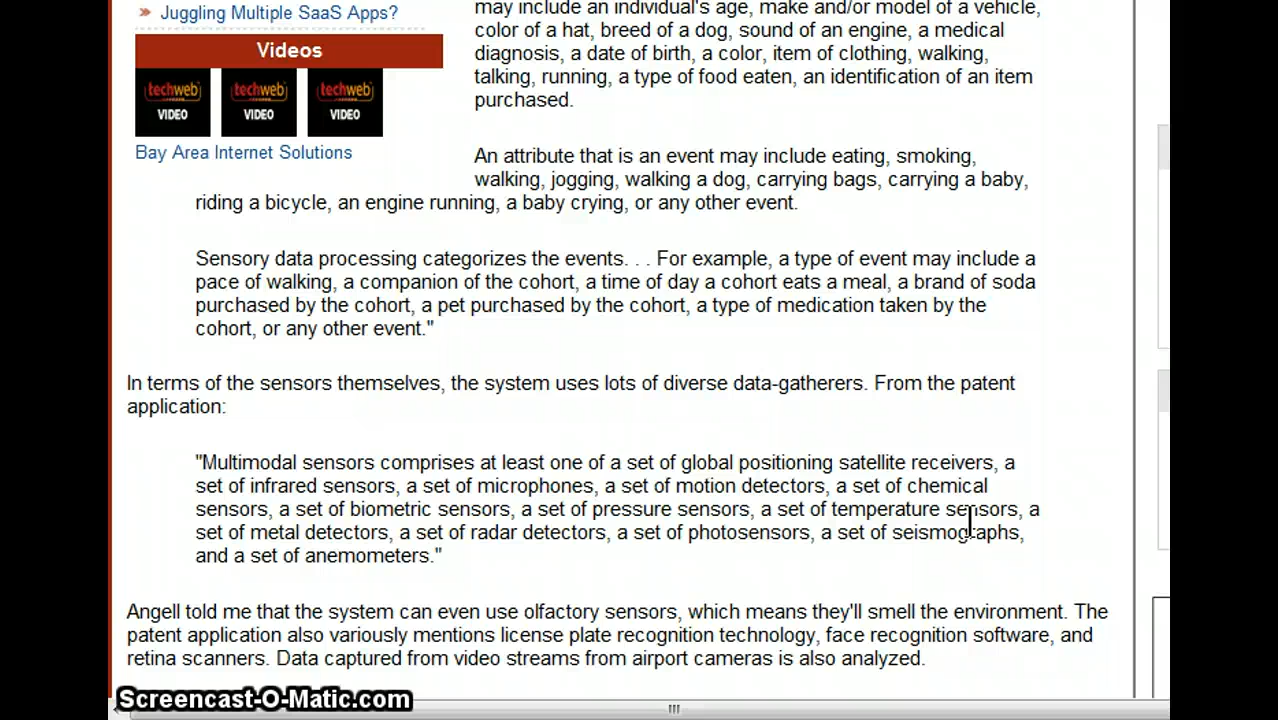 Juggling Multiple SaaS Apps?
Videos
techweb techweb techweb
VIDEO VIDEO VIDEO
Bay Area Internet Solutions
may include an individual's age, make and/or model of a vehicle,
color of a hat, breed of a dog, sound of an engine, a medical
diagnosis, a date of birth, a color, item of clothing, walking,
talking, running, a type of food eaten, an identification of an item
purchased.
An attribute that is an event may include eating, smoking,
walking, jogging, walking a dog, carrying bags, carrying a baby,
riding a bicycle, an engine running, a baby crying, or any other event.
Sensory data processing categorizes the events. . . For example, a type of event may include a
pace of walking, a companion of the cohort, a time of day a cohort eats a meal, a brand of soda
purchased by the cohort, a pet purchased by the cohort, a type of medication taken by the
cohort, or any other event."
In terms of the sensors themselves, the system uses lots of diverse data-gatherers. From the patent
application:
"Multimodal sensors comprises at least one of a set of global positioning satellite receivers, a
set of infrared sensors, a set of microphones, a set of motion detectors, a set of chemical
sensors, a set of biometric sensors, a set of pressure sensors, a set of temperature sensors, a
set of metal detectors, a set of radar detectors, a set of photosensors, a set of seismographs,
and a set of anemometers."
Angell told me that the system can even use olfactory sensors, which means they'll smell the environment. The
patent application also variously mentions license plate recognition technology, face recognition software, and
retina scanners. Data captured from video streams from airport cameras is also analyzed.
Screencast-O-Matic.com